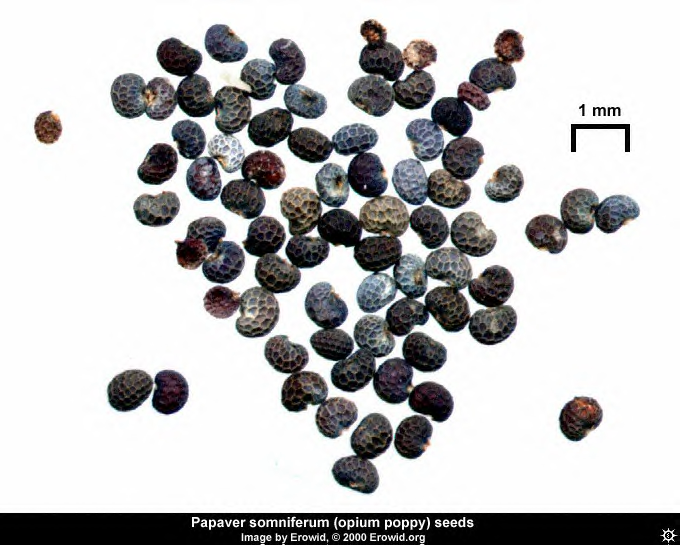 1 mm
Papaver somniferum (opium poppy) seeds
Image by Erowid, © 2000 Erowid.org